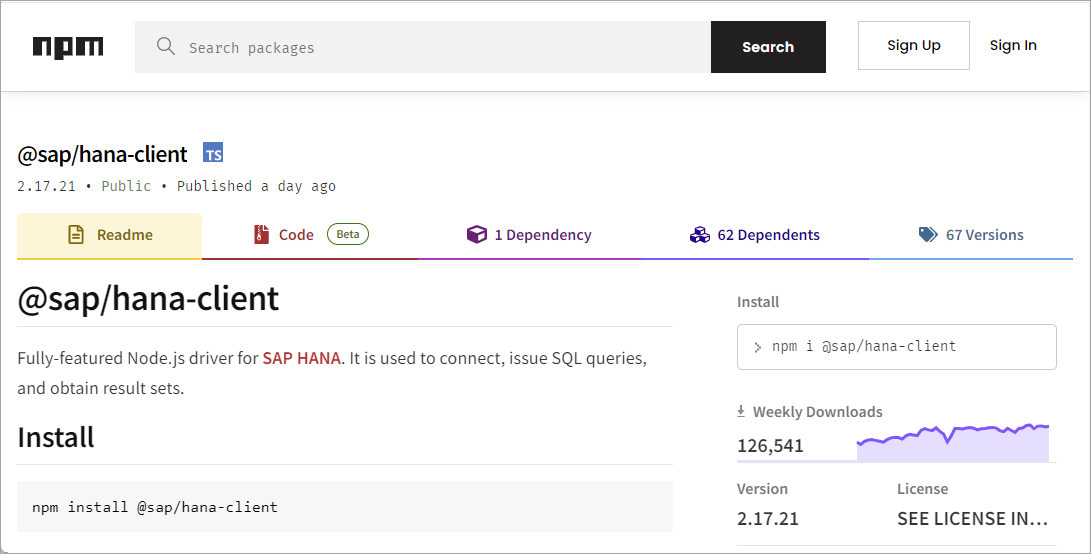 npm
Search packages
Search
Sign Up
Sign In
@sap/hana-client TS
2.17.21 • Public • Published a day ago
Readme
Code Beta
1 Dependency
62 Dependents
67 Versions
@sap/hana-client
Fully-featured Node.js driver for SAP HANA. It is used to connect, issue SQL queries,
and obtain result sets.
Install
npm install @sap/hana-client
Install
> npm i @sap/hana-client
Weekly Downloads
126,541
Version
2.17.21
License
SEE LICENSE IN…